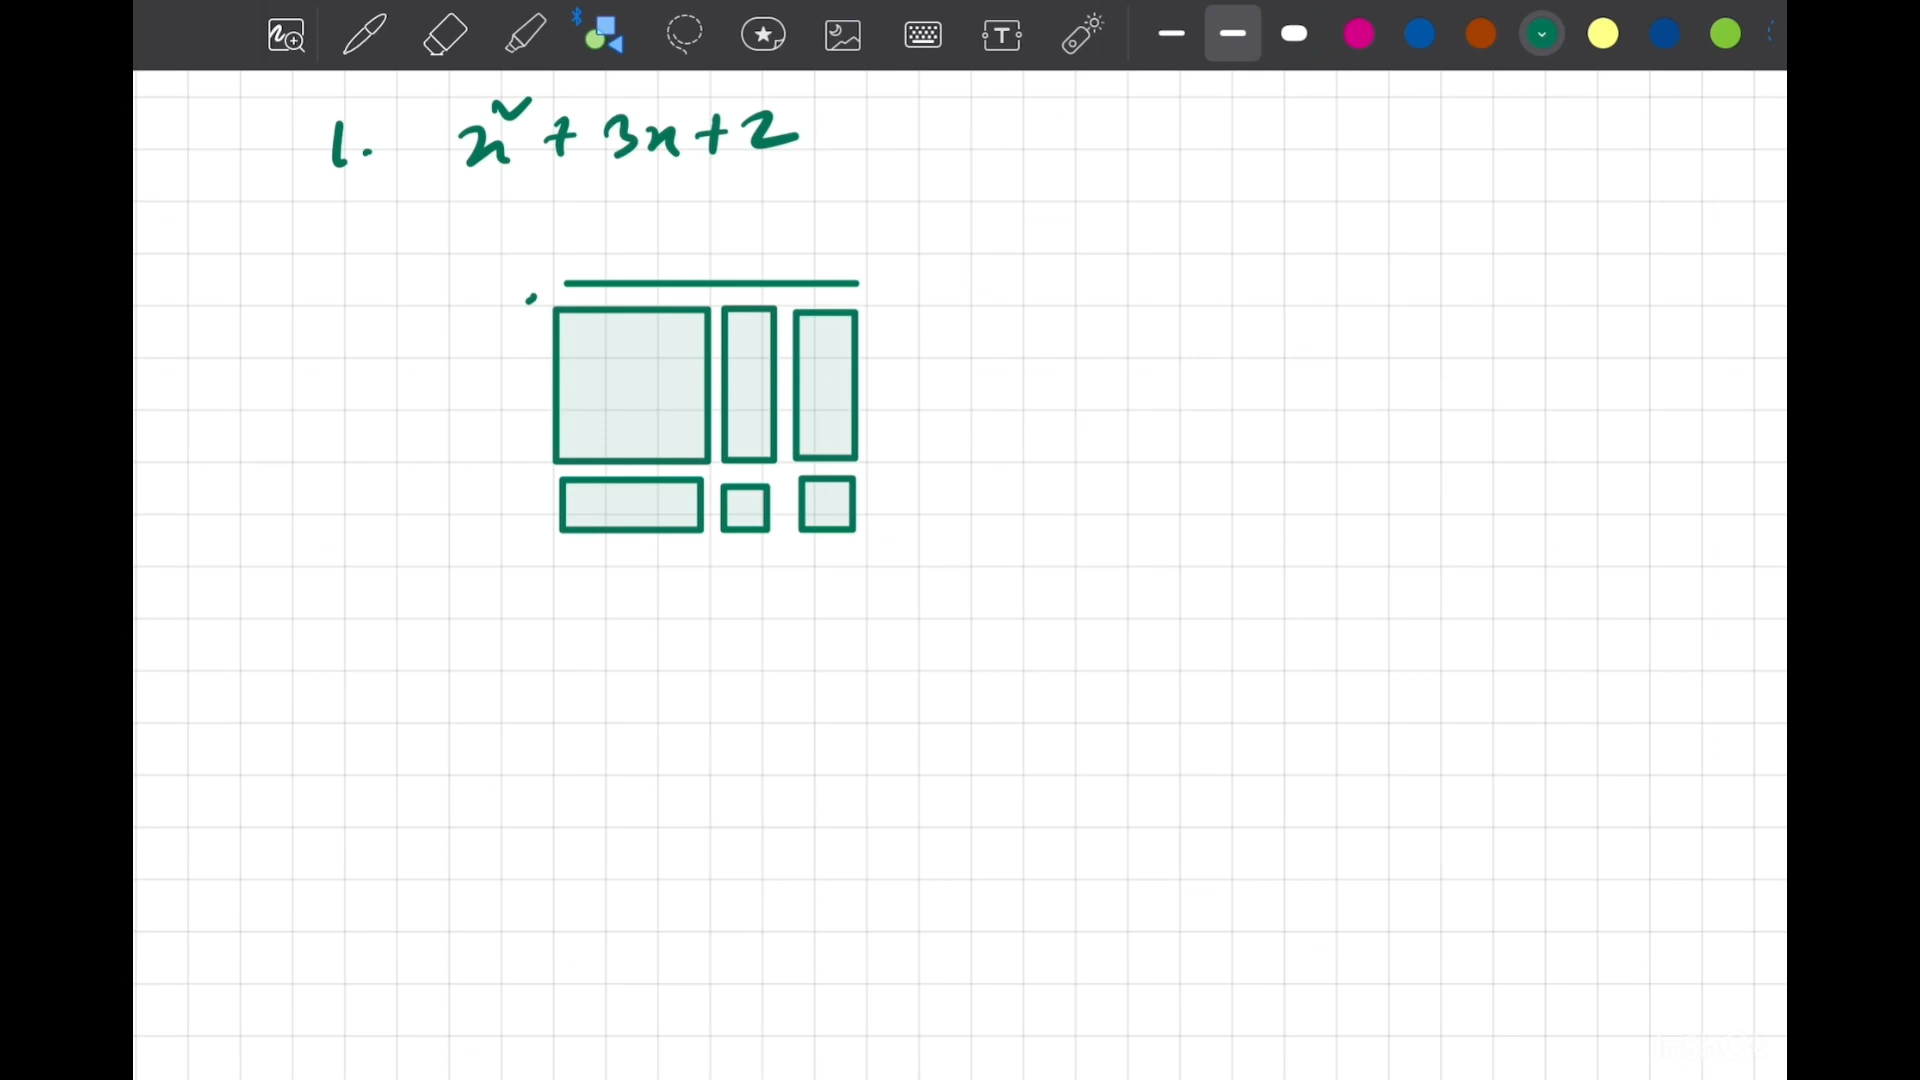 1. x² + 3x + 2